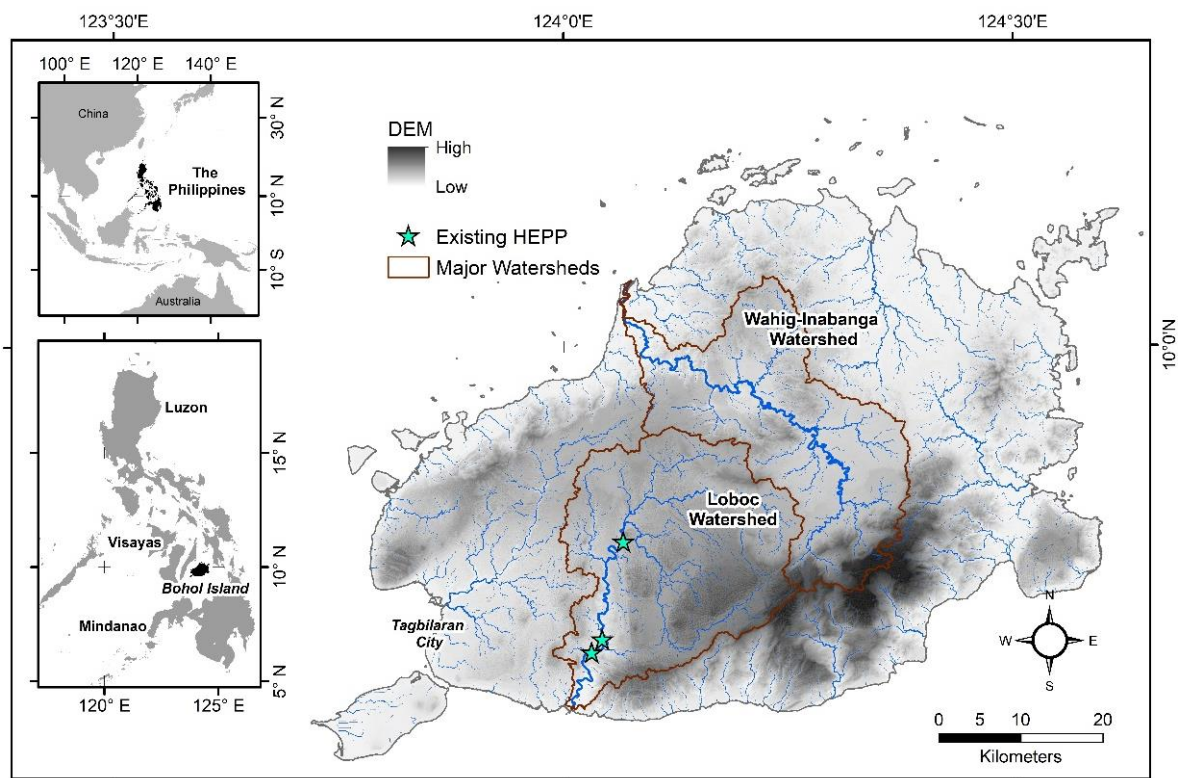 123°30'E
124°0'E
124°30'E
100° E
120° E
140° E
China
The
Philippines
Australia
30° N
10° N
10° S
DEM
High
Low
Existing HEPP
Major Watersheds
Wahig-Inabanga
Watershed
10°0'N
Luzon
Visayas
Bohol Island
Mindanao
15° N
10° N
5° N
120° E
125° E
Loboc
Watershed
Tagbilaran
City
N
W
E
S
0
5
10
20
Kilometers